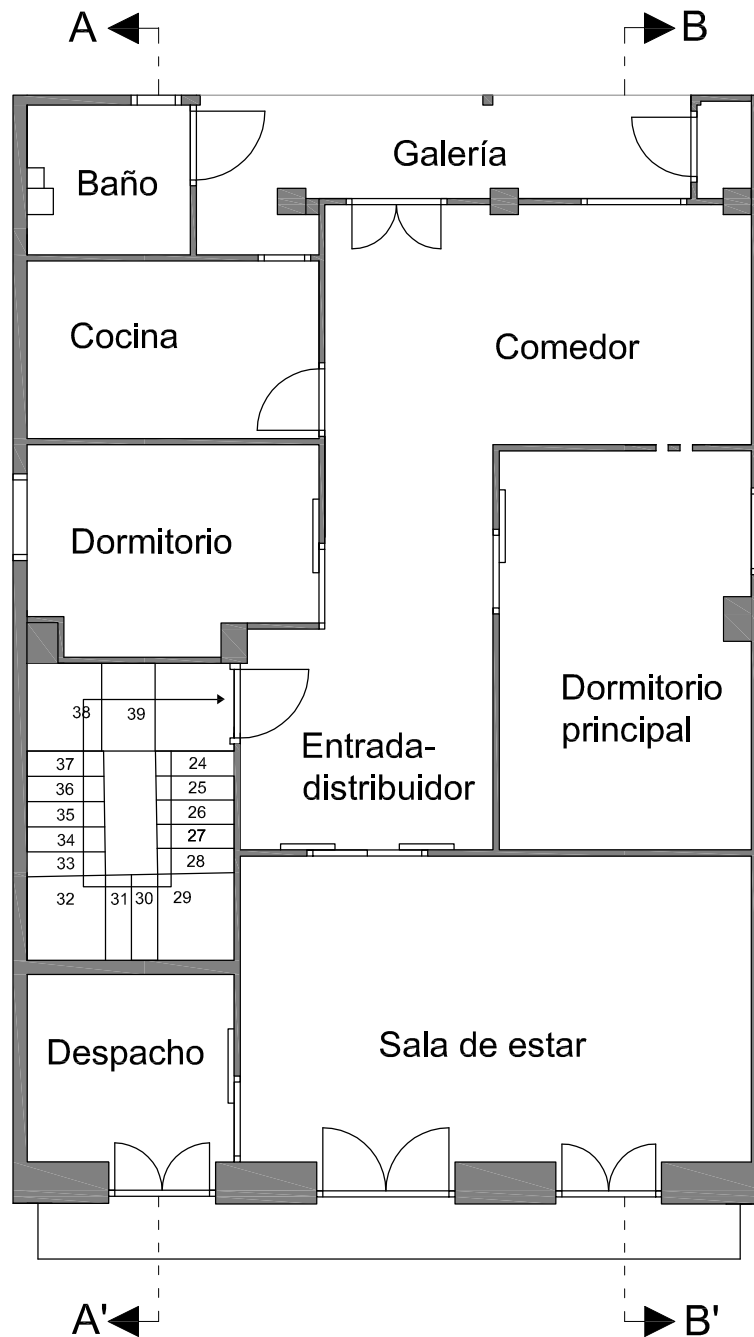 A
B
Baño
Galería
Cocina
Comedor
Dormitorio
Dormitorio
principal
38
39
37
24
36
25
35
26
34
27
33
28
32
31
30
29
Entrada-
distribuidor
Despacho
Sala de estar
A'
B'